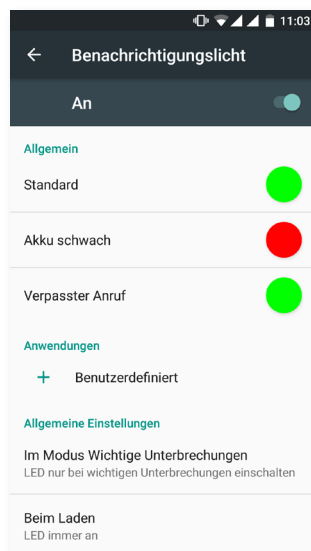 11:03
Benachrichtigungslicht
An
Allgemein
Standard
Akku schwach
Verpasster Anruf
Anwendungen
Benutzerdefiniert
Allgemeine Einstellungen
Im Modus Wichtige Unterbrechungen
LED nur bei wichtigen Unterbrechungen einschalten
Beim Laden
LED immer an